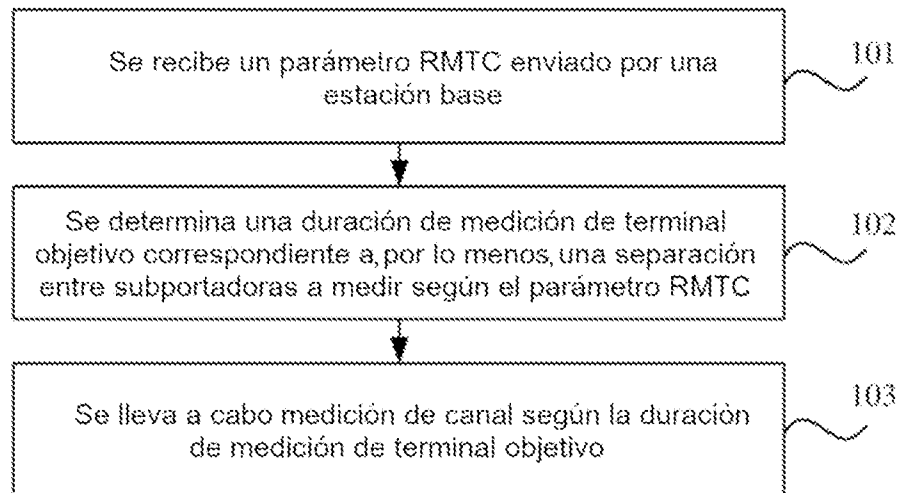 Se recibe un parámetro RMTC enviado por una
estación base
101
Se determina una duración de medición de terminal
objetivo correspondiente a, por lo menos, una separación
entre subportadoras a medir según el parámetro RMTC
102
Se lleva a cabo medición de canal según la duración
de medición de terminal objetivo
103